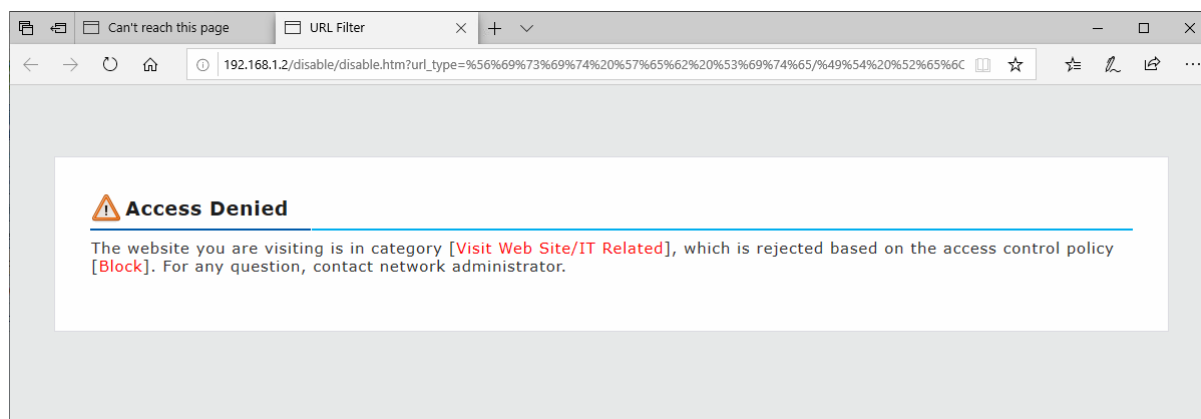 Can't reach this page
URL Filter
192.168.1.2/disable/disable.htm?url_type=%56%69%73%69%74%20%57%65%62%20%53%69%74%65/%49%54%20%52%65%6C
Access Denied
The website you are visiting is in category [Visit Web Site/IT Related], which is rejected based on the access control policy
[Block]. For any question, contact network administrator.